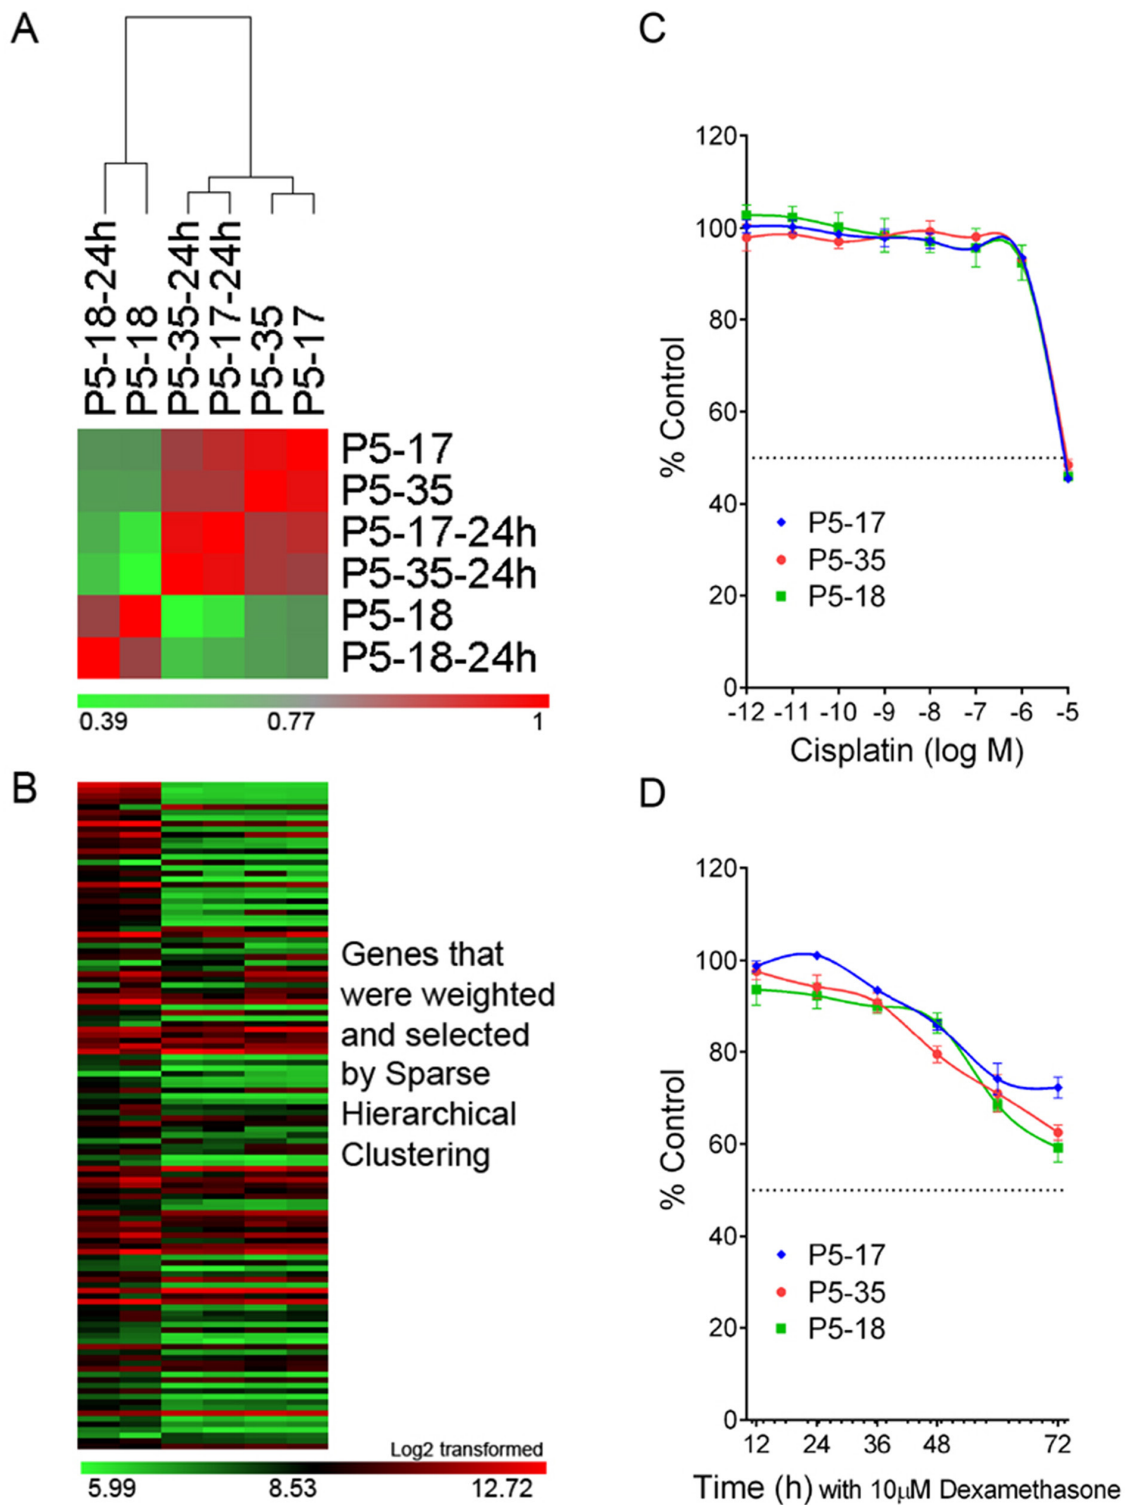 A
P5-18-24h
P5-18
P5-35-24h
P5-17-24h
P5-35
P5-17
P5-17
P5-35
P5-17-24h
P5-35-24h
P5-18
P5-18-24h
0.39 0.77 1
B
Genes that
were weighted
and selected
by Sparse
Hierarchical
Clustering
Log2 transformed
5.99 8.53 12.72
C
120
100
80
60
40
20
0
% Control
P5-17
P5-35
P5-18
-12 -11 -10 -9 -8 -7 -6 -5
Cisplatin (log M)
D
120
100
80
60
40
20
0
% Control
P5-17
P5-35
P5-18
12 24 36 48 72
Time (h) with 10µM Dexamethasone